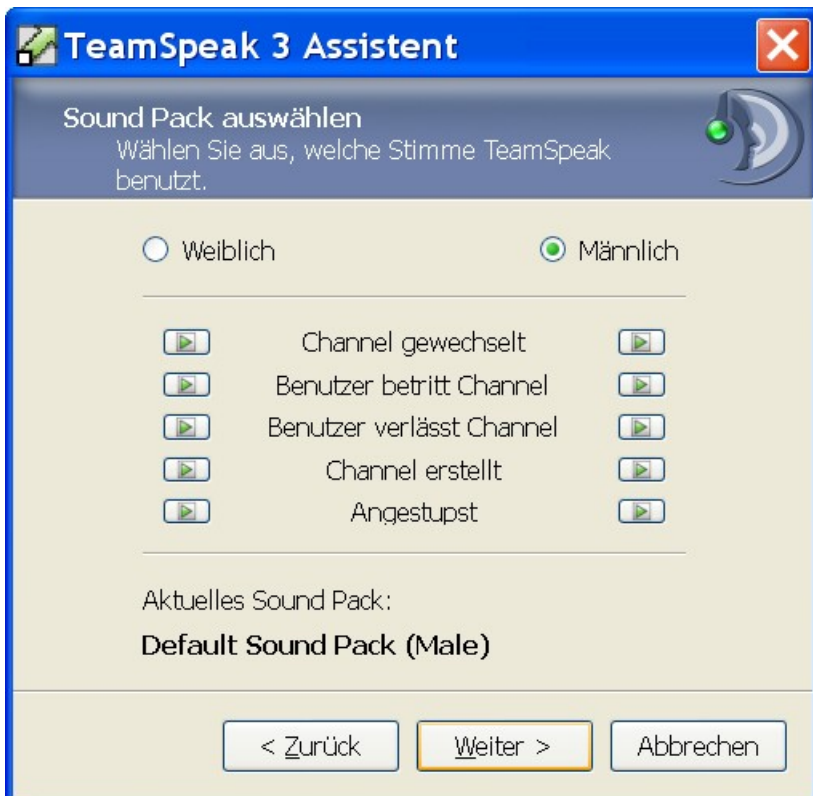 TeamSpeak 3 Assistent
Sound Pack auswählen
Wählen Sie aus, welche Stimme TeamSpeak
benutzt.
Weiblich Männlich
Channel gewechselt
Benutzer betritt Channel
Benutzer verlässt Channel
Channel erstellt
Angestupst
Aktuelles Sound Pack:
Default Sound Pack (Male)
< Zurück Weiter > Abbrechen